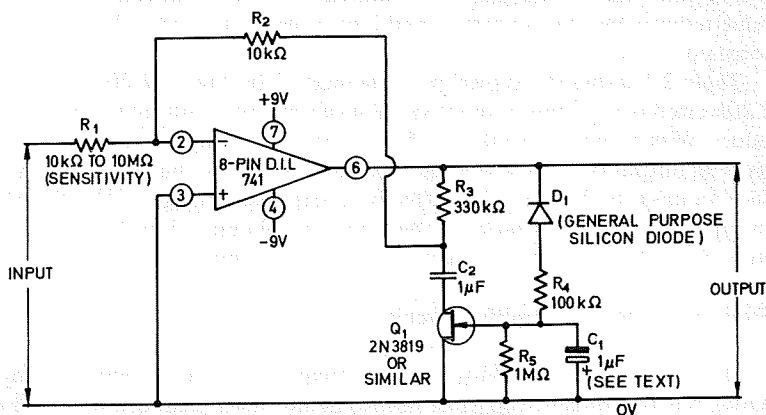 R2
10kΩ
+9V
R1
2
−
7
10kΩ TO 10MΩ
(SENSITIVITY)
8-PIN D.I.L
741
6
3
+
4
-9V
R3
330kΩ
D1
(GENERAL PURPOSE
SILICON DIODE)
INPUT
C2
1μF
R4
100kΩ
OUTPUT
Q1
2N3819
OR
SIMILAR
R5
1MΩ
C1
1μF
+
(SEE TEXT)
OV